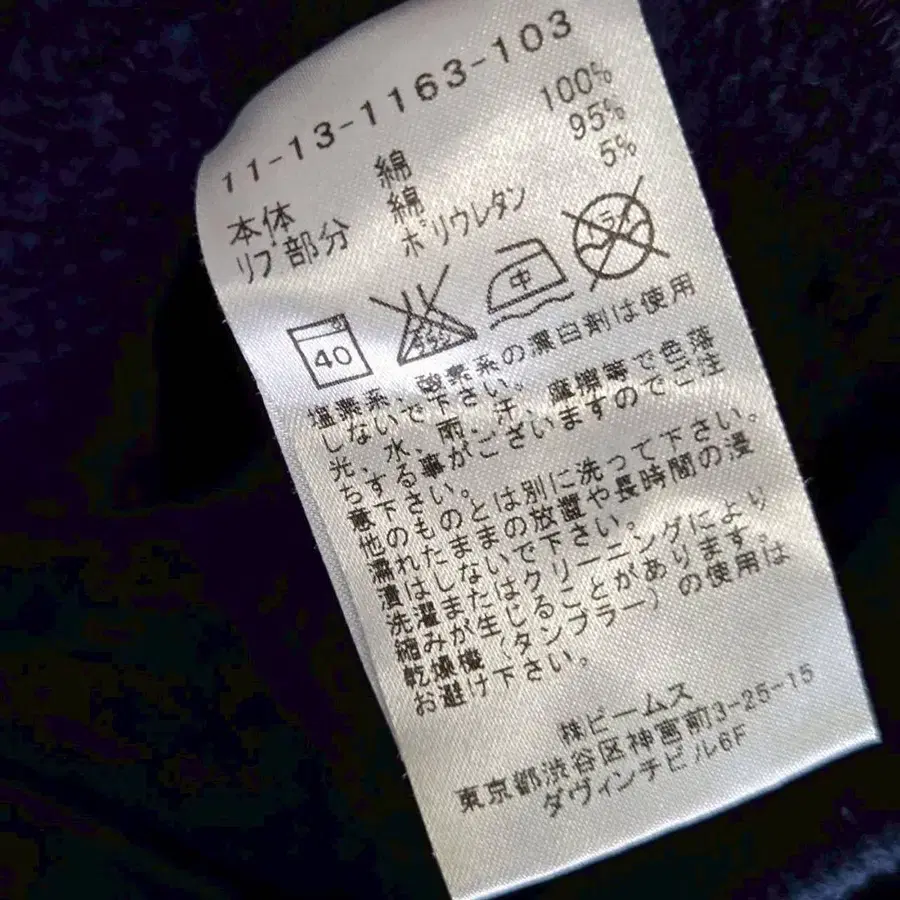 11-13-1163-103
本体 綿 100%
リブ部分 綿 95%
ポリウレタン 5%
40
エンソサラシ
中
ドライ
塩素系、酸素系の漂白剤は使用
しないで下さい。
光、水、雨、汗、摩擦等で色落
ちする事がございますのでご注
意下さい。
他のものとは別に洗って下さい。
濡れたままの放置や長時間の浸
漬はしないで下さい。
洗濯またはクリーニングにより
縮みが生じることがあります。
乾燥機(タンブラー)の使用は
お避け下さい。
㈱ビームス
東京都渋谷区神宮前3-25-15
ダヴィンチビル6F